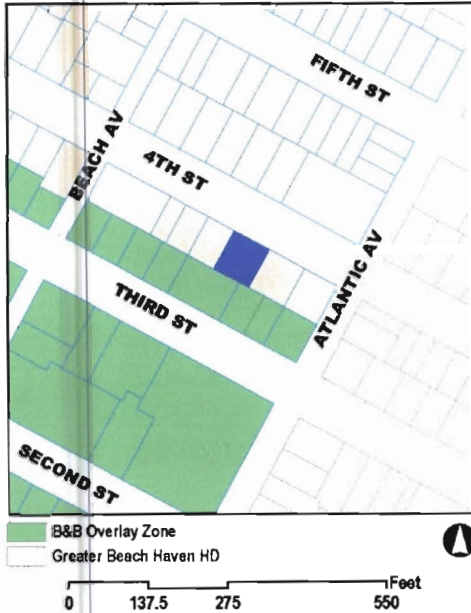 FIFTH ST
BEACH AV
4TH ST
ATLANTIC AV
THIRD ST
SECOND ST
B&B Overlay Zone
Greater Beach Haven HD
Feet
0 137.5 275 550